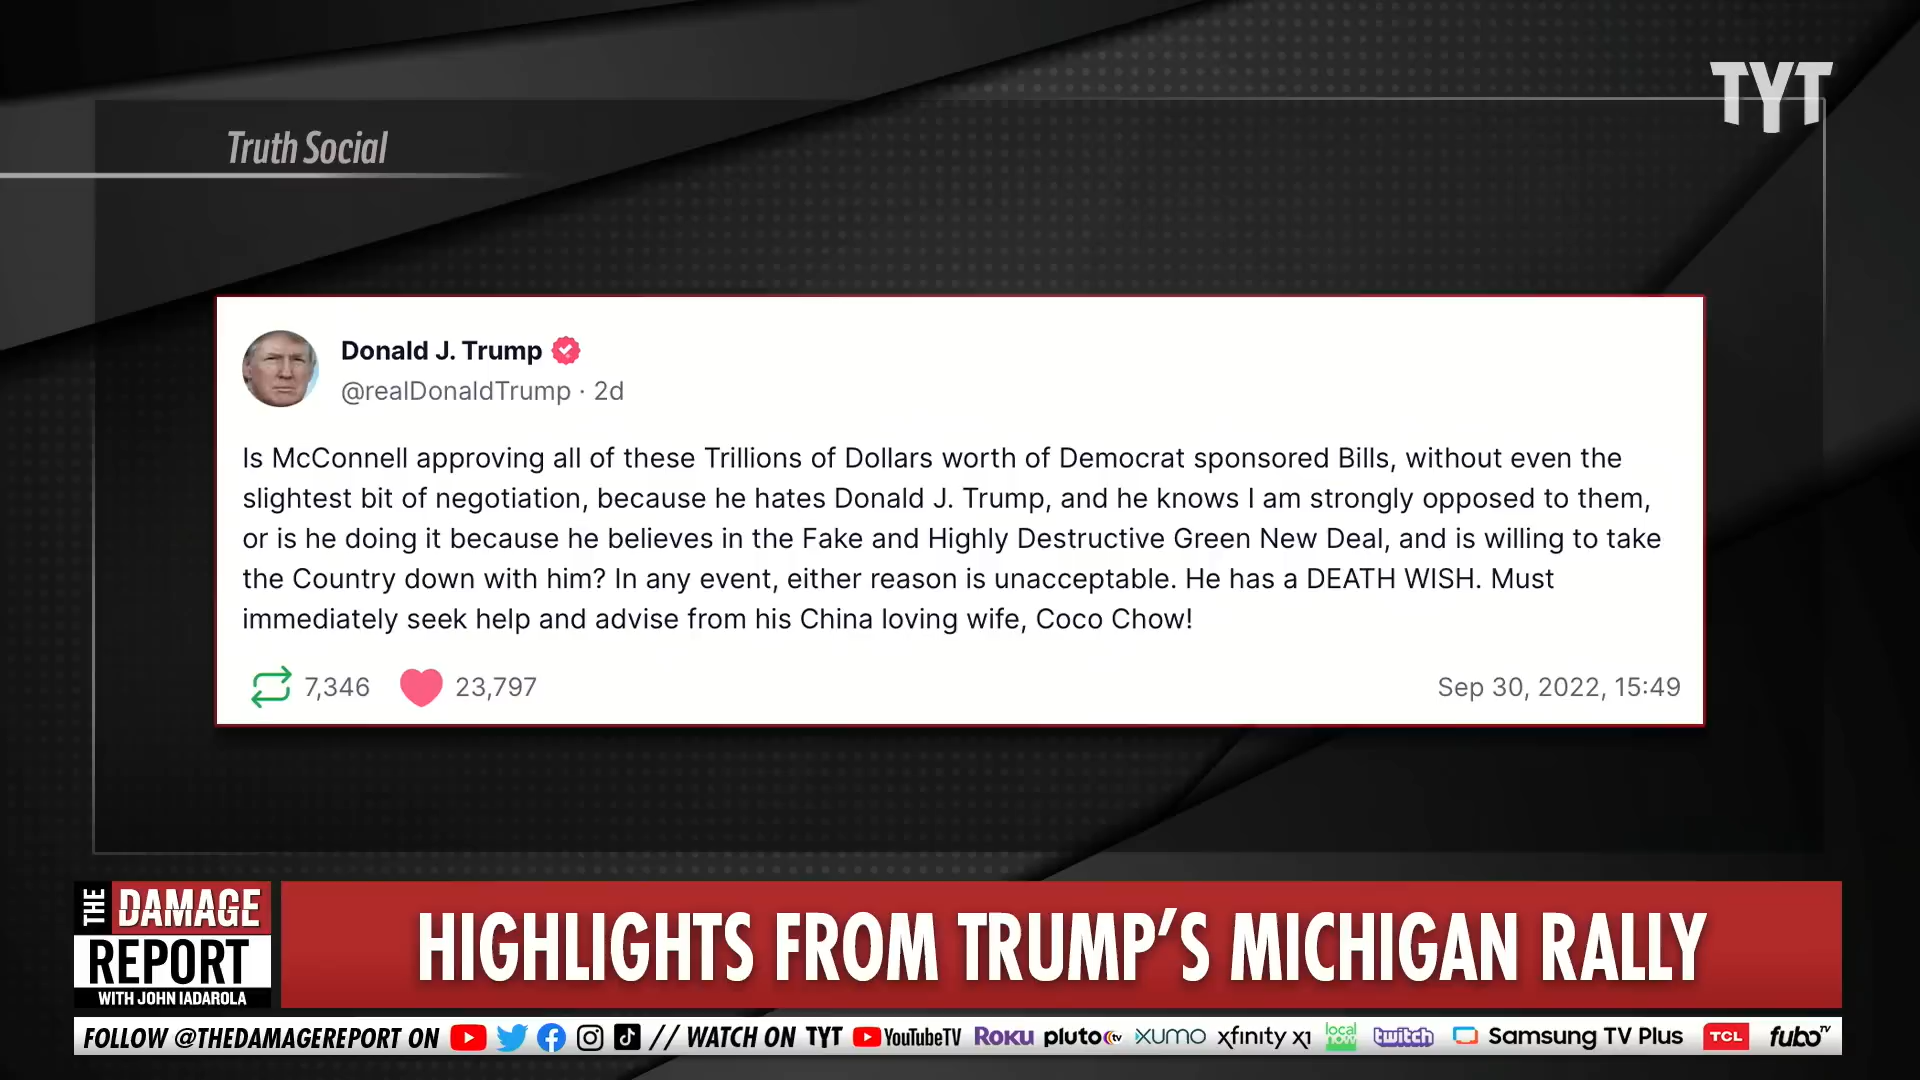 TYT
Truth Social
Donald J. Trump
@realDonaldTrump · 2d
Is McConnell approving all of these Trillions of Dollars worth of Democrat sponsored Bills, without even the
slightest bit of negotiation, because he hates Donald J. Trump, and he knows I am strongly opposed to them,
or is he doing it because he believes in the Fake and Highly Destructive Green New Deal, and is willing to take
the Country down with him? In any event, either reason is unacceptable. He has a DEATH WISH. Must
immediately seek help and advise from his China loving wife, Coco Chow!
7,346 23,797 Sep 30, 2022, 15:49
THE DAMAGE
REPORT
WITH JOHN IADAROLA
HIGHLIGHTS FROM TRUMP'S MICHIGAN RALLY
FOLLOW @THEDAMAGEREPORT ON // WATCH ON TYT YouTubeTV ROKU pluto tv XUMO xfinity x1 local now twitch Samsung TV Plus TCL fubo TV